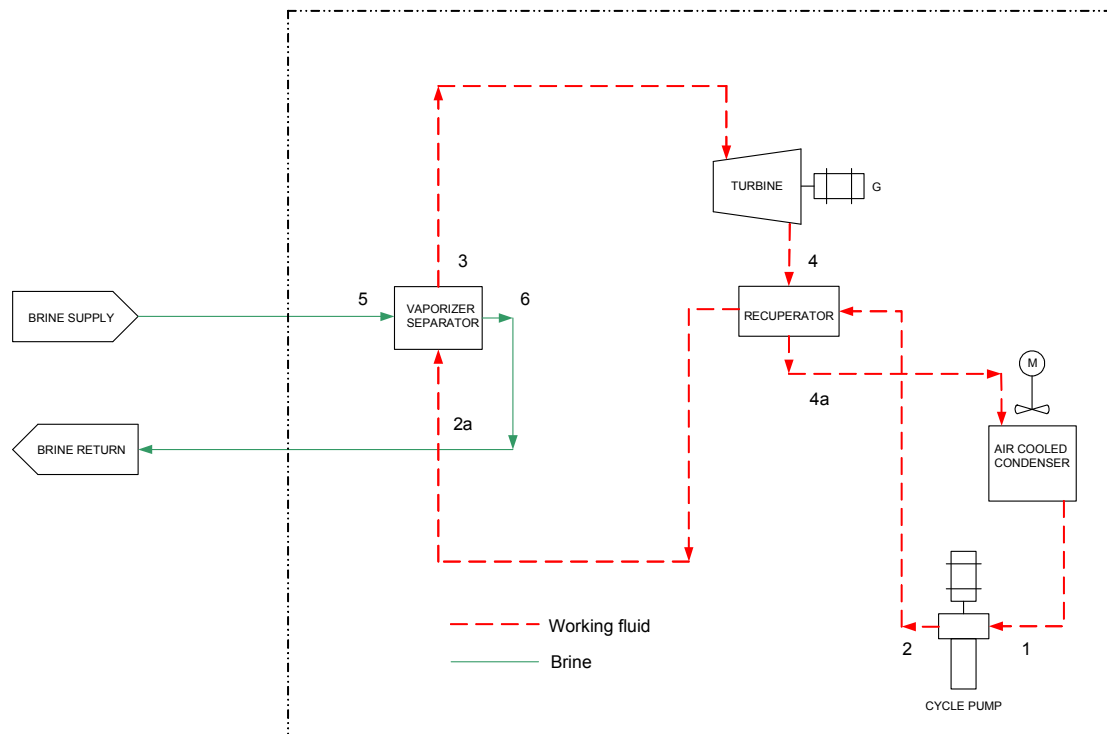 TURBINE
G
3
4
5
VAPORIZER
SEPARATOR
6
BRINE SUPPLY
RECUPERATOR
M
4a
2a
BRINE RETURN
AIR COOLED
CONDENSER
Working fluid
2
1
Brine
CYCLE PUMP